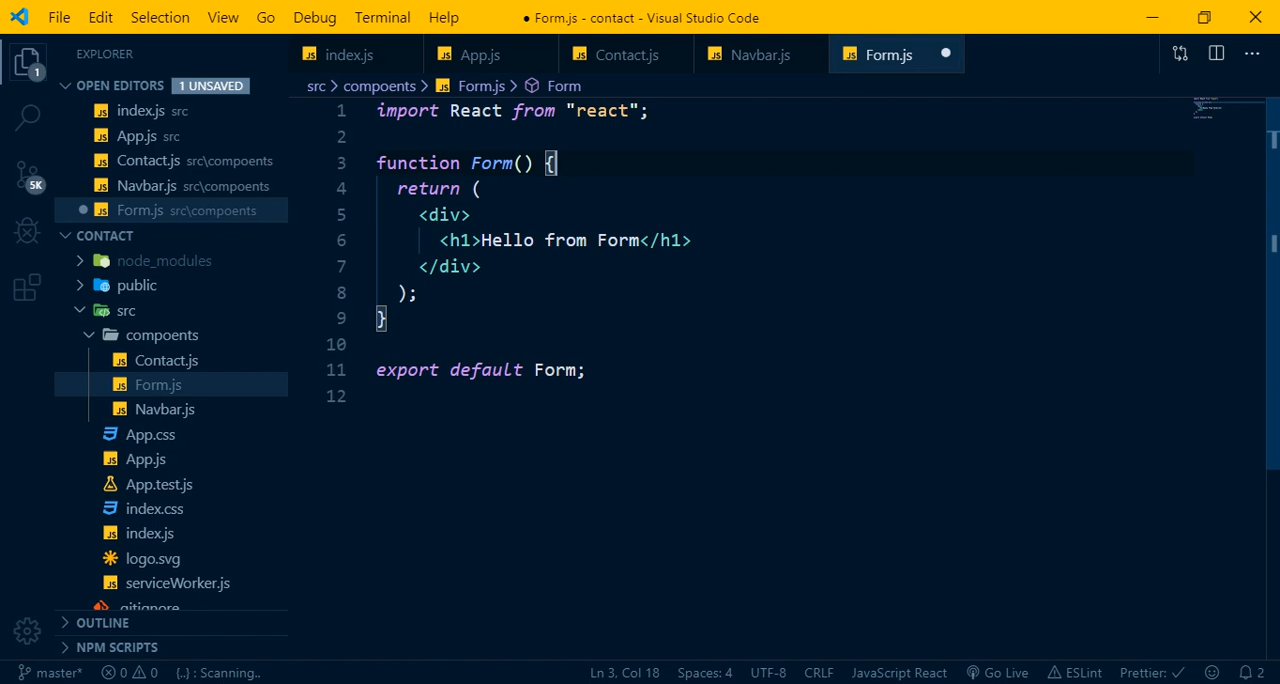 File Edit Selection View Go Debug Terminal Help ● Form.js - contact - Visual Studio Code
EXPLORER
1
OPEN EDITORS 1 UNSAVED
index.js src
App.js src
Contact.js src\compoents
Navbar.js src\compoents
5K
Form.js src\compoents
CONTACT
node_modules
public
src
compoents
Contact.js
Form.js
Navbar.js
App.css
App.js
App.test.js
index.css
index.js
logo.svg
serviceWorker.js
.gitignore
OUTLINE
NPM SCRIPTS
index.js App.js Contact.js Navbar.js Form.js
src > compoents > Form.js > Form
1 import React from "react";
2
3 function Form() {
4 return (
5 <div>
6 <h1>Hello from Form</h1>
7 </div>
8 );
9 }
10
11 export default Form;
12
master* 0 0 {..} : Scanning.. Ln 3, Col 18 Spaces: 4 UTF-8 CRLF JavaScript React Go Live ESLint Prettier: ✓ 2